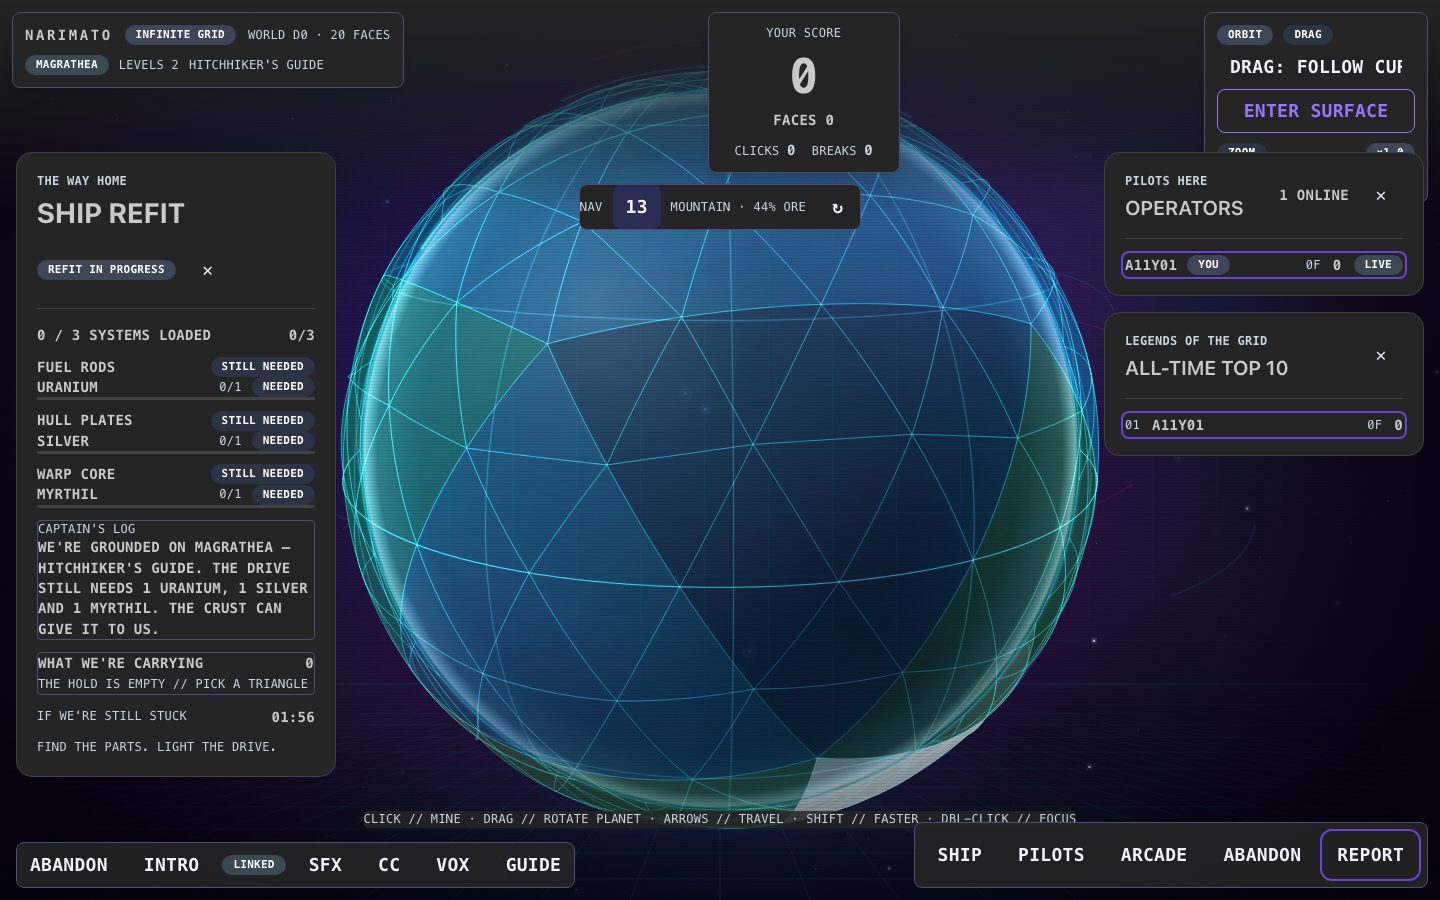 NARIMATO INFINITE GRID WORLD D0 · 20 FACES
MAGRATHEA LEVELS 2 HITCHHIKER'S GUIDE
YOUR SCORE
0
FACES 0
CLICKS 0 BREAKS 0
NAV 13 MOUNTAIN · 44% ORE ↻
ORBIT DRAG
DRAG: FOLLOW CUR
ENTER SURFACE
ZOOM ×1.0
THE WAY HOME
SHIP REFIT
REFIT IN PROGRESS ×
0 / 3 SYSTEMS LOADED 0/3
FUEL RODS STILL NEEDED
URANIUM 0/1 NEEDED
HULL PLATES STILL NEEDED
SILVER 0/1 NEEDED
WARP CORE STILL NEEDED
MYRTHIL 0/1 NEEDED
CAPTAIN'S LOG
WE'RE GROUNDED ON MAGRATHEA —
HITCHHIKER'S GUIDE. THE DRIVE
STILL NEEDS 1 URANIUM, 1 SILVER
AND 1 MYRTHIL. THE CRUST CAN
GIVE IT TO US.
WHAT WE'RE CARRYING 0
THE HOLD IS EMPTY // PICK A TRIANGLE
IF WE'RE STILL STUCK 01:56
FIND THE PARTS. LIGHT THE DRIVE.
PILOTS HERE
OPERATORS 1 ONLINE ×
A11Y01 YOU 0F 0 LIVE
LEGENDS OF THE GRID
ALL-TIME TOP 10 ×
01 A11Y01 0F 0
CLICK // MINE · DRAG // ROTATE PLANET · ARROWS // TRAVEL · SHIFT // FASTER · DBL-CLICK // FOCUS
ABANDON INTRO LINKED SFX CC VOX GUIDE
SHIP PILOTS ARCADE ABANDON REPORT